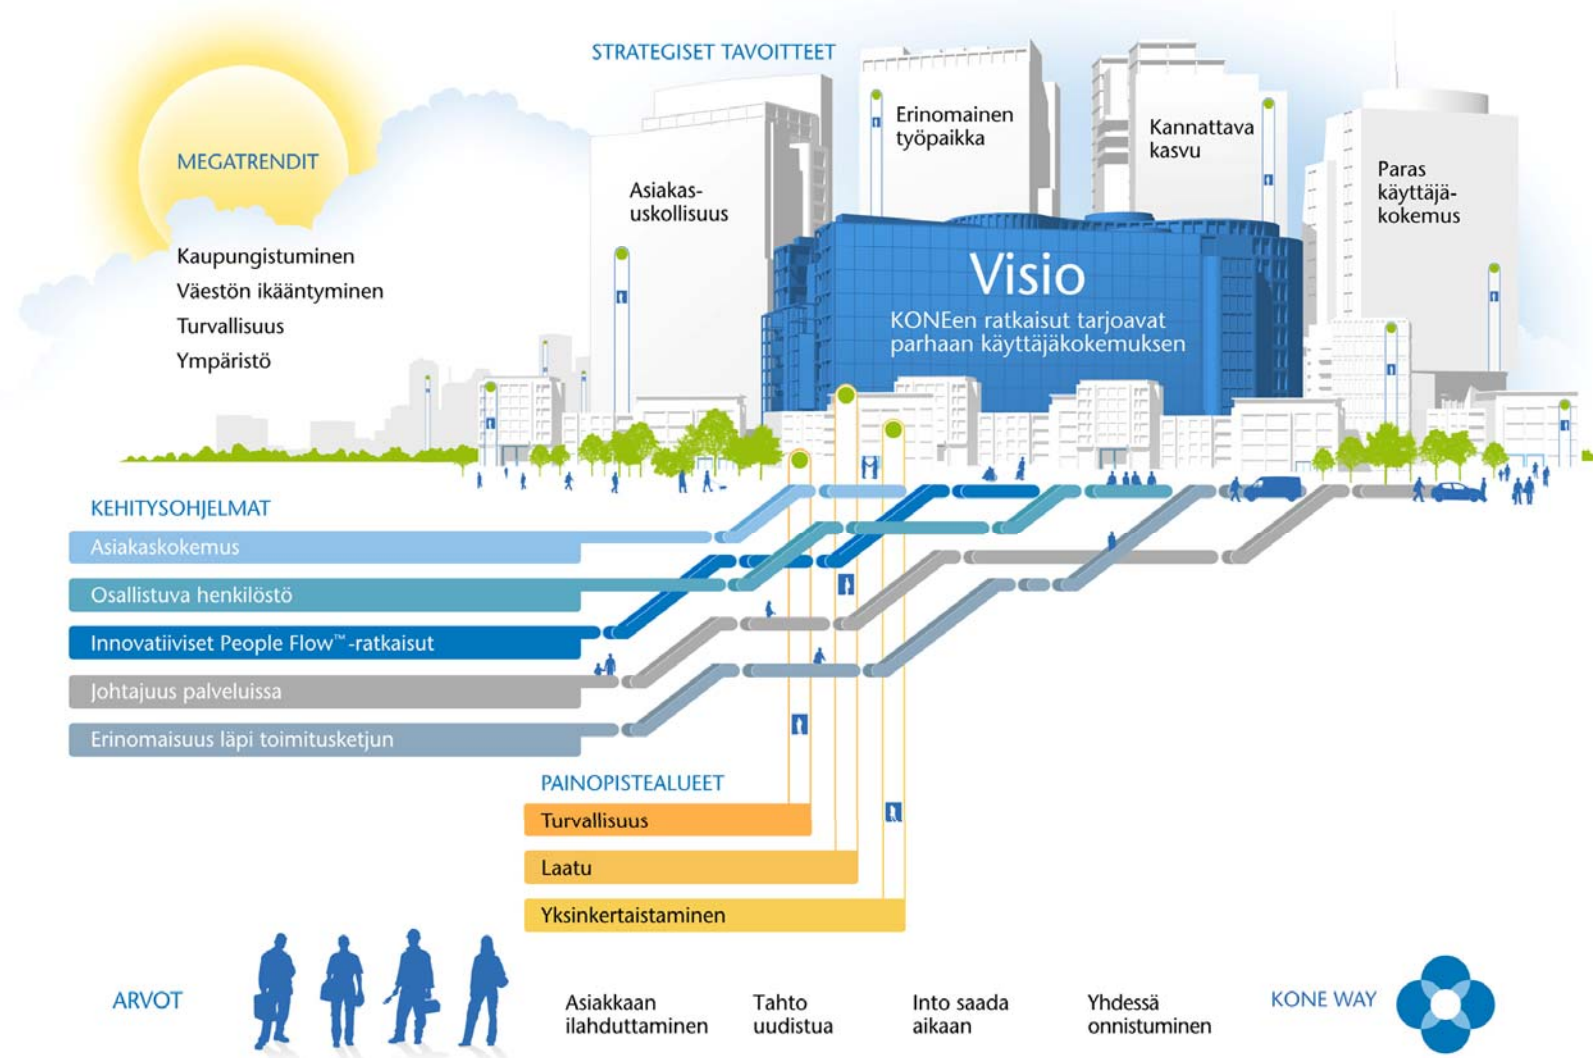 STRATEGISET TAVOITTEET
MEGATRENDIT
Kaupungistuminen
Väestön ikääntyminen
Turvallisuus
Ympäristö
Asiakas-
uskollisuus
Erinomainen
työpaikka
Kannattava
kasvu
Paras
käyttäjä-
kokemus
Visio
KONEen ratkaisut tarjoavat
parhaan käyttäjäkokemuksen
KEHITYSOHJELMAT
Asiakaskokemus
Osallistuva henkilöstö
Innovatiiviset People Flow™-ratkaisut
Johtajuus palveluissa
Erinomaisuus läpi toimitusketjun
PAINOPISTEALUEET
Turvallisuus
Laatu
Yksinkertaistaminen
ARVOT
Asiakkaan
ilahduttaminen
Tahto
uudistua
Into saada
aikaan
Yhdessä
onnistuminen
KONE WAY